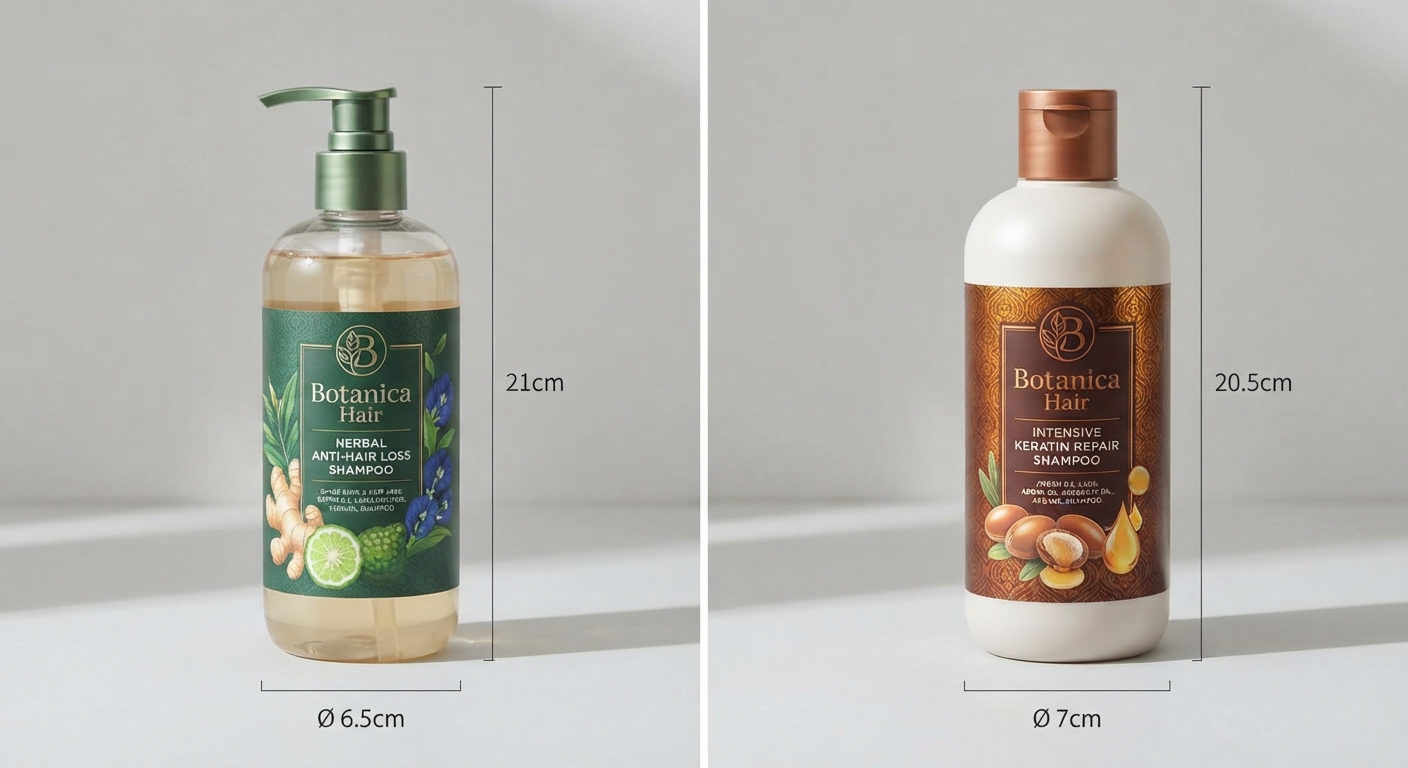 B
Botanica
Hair
NERBAL
ANTI-HAIR LOSS
SHAMPOO
21cm
Ø 6.5cm
B
Botanica
Hair
INTENSIVE
KERATIN REPAIR
SHAMPOO
20.5cm
Ø 7cm